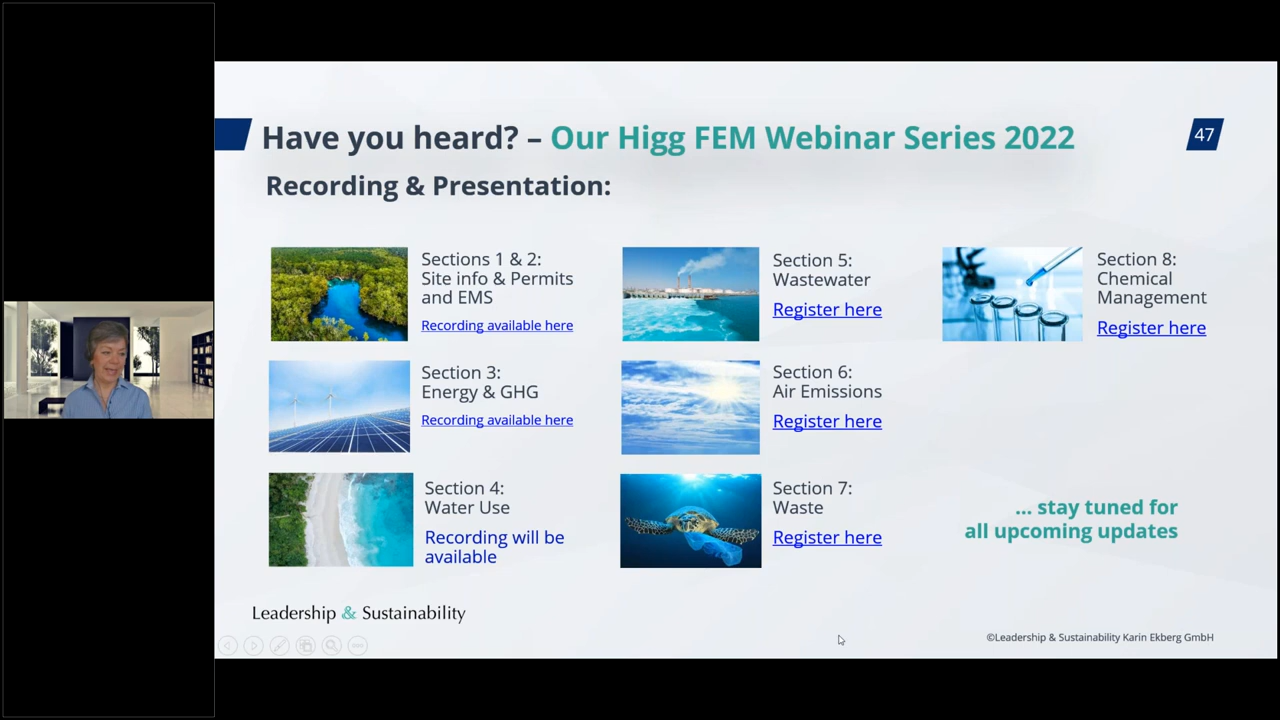 Have you heard? – Our Higg FEM Webinar Series 2022
47
Recording & Presentation:
Sections 1 & 2:
Site info & Permits
and EMS
Recording available here
Section 3:
Energy & GHG
Recording available here
Section 4:
Water Use
Recording will be
available
Section 5:
Wastewater
Register here
Section 6:
Air Emissions
Register here
Section 7:
Waste
Register here
Section 8:
Chemical
Management
Register here
... stay tuned for
all upcoming updates
Leadership & Sustainability
©Leadership & Sustainability Karin Ekberg GmbH